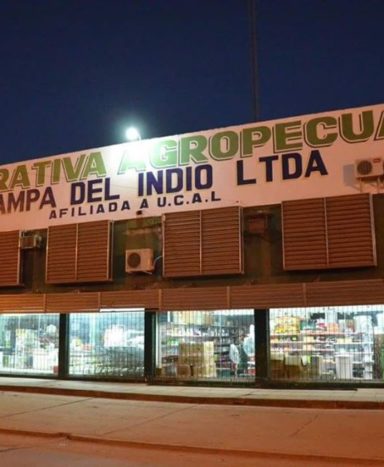 RATIVA AGROPECUA
AMPA DEL INDIO LTDA
AFILIADA A U.C.A.L